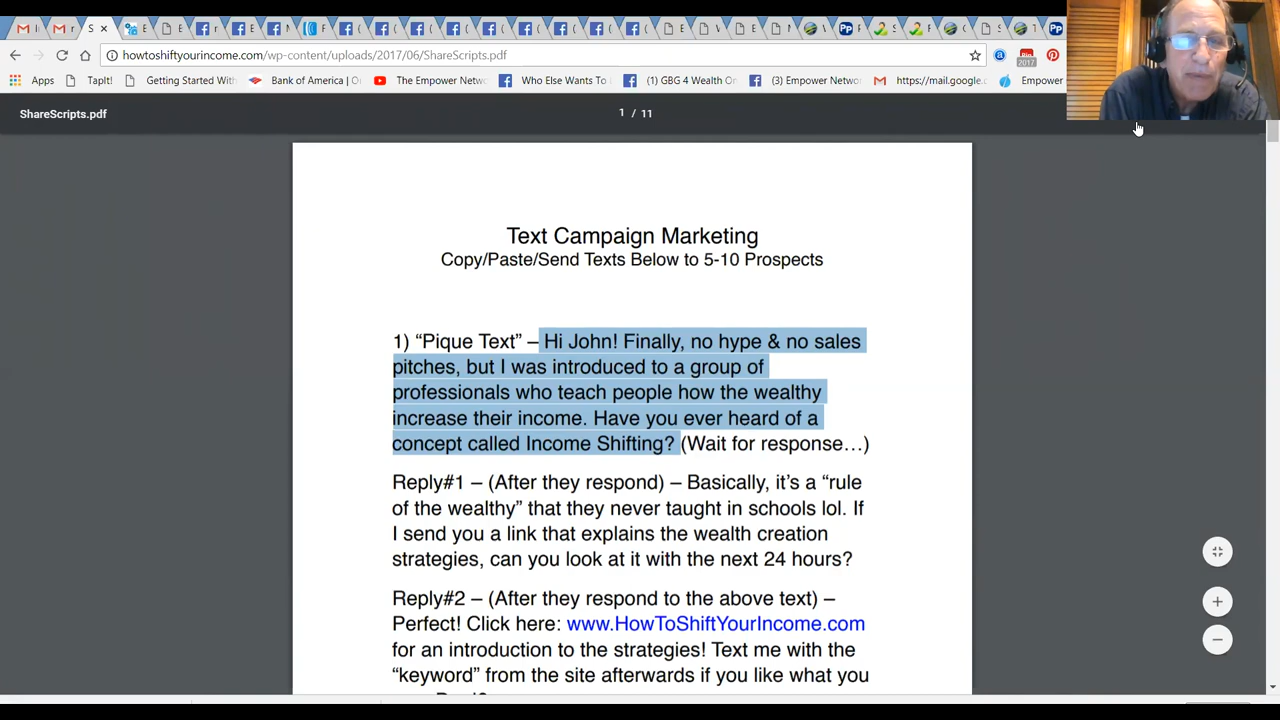 S
howtoshiftyourincome.com/wp-content/uploads/2017/06/ShareScripts.pdf
Apps TapIt! Getting Started With Bank of America | O The Empower Netw Who Else Wants To (1) GBG 4 Wealth Or (3) Empower Networ https://mail.google.c Empower
2017
ShareScripts.pdf 1 / 11
Text Campaign Marketing
Copy/Paste/Send Texts Below to 5-10 Prospects
1) “Pique Text” – Hi John! Finally, no hype & no sales
pitches, but I was introduced to a group of
professionals who teach people how the wealthy
increase their income. Have you ever heard of a
concept called Income Shifting? (Wait for response…)
Reply#1 – (After they respond) – Basically, it’s a “rule
of the wealthy” that they never taught in schools lol. If
I send you a link that explains the wealth creation
strategies, can you look at it with the next 24 hours?
Reply#2 – (After they respond to the above text) –
Perfect! Click here: www.HowToShiftYourIncome.com
for an introduction to the strategies! Text me with the
“keyword” from the site afterwards if you like what you